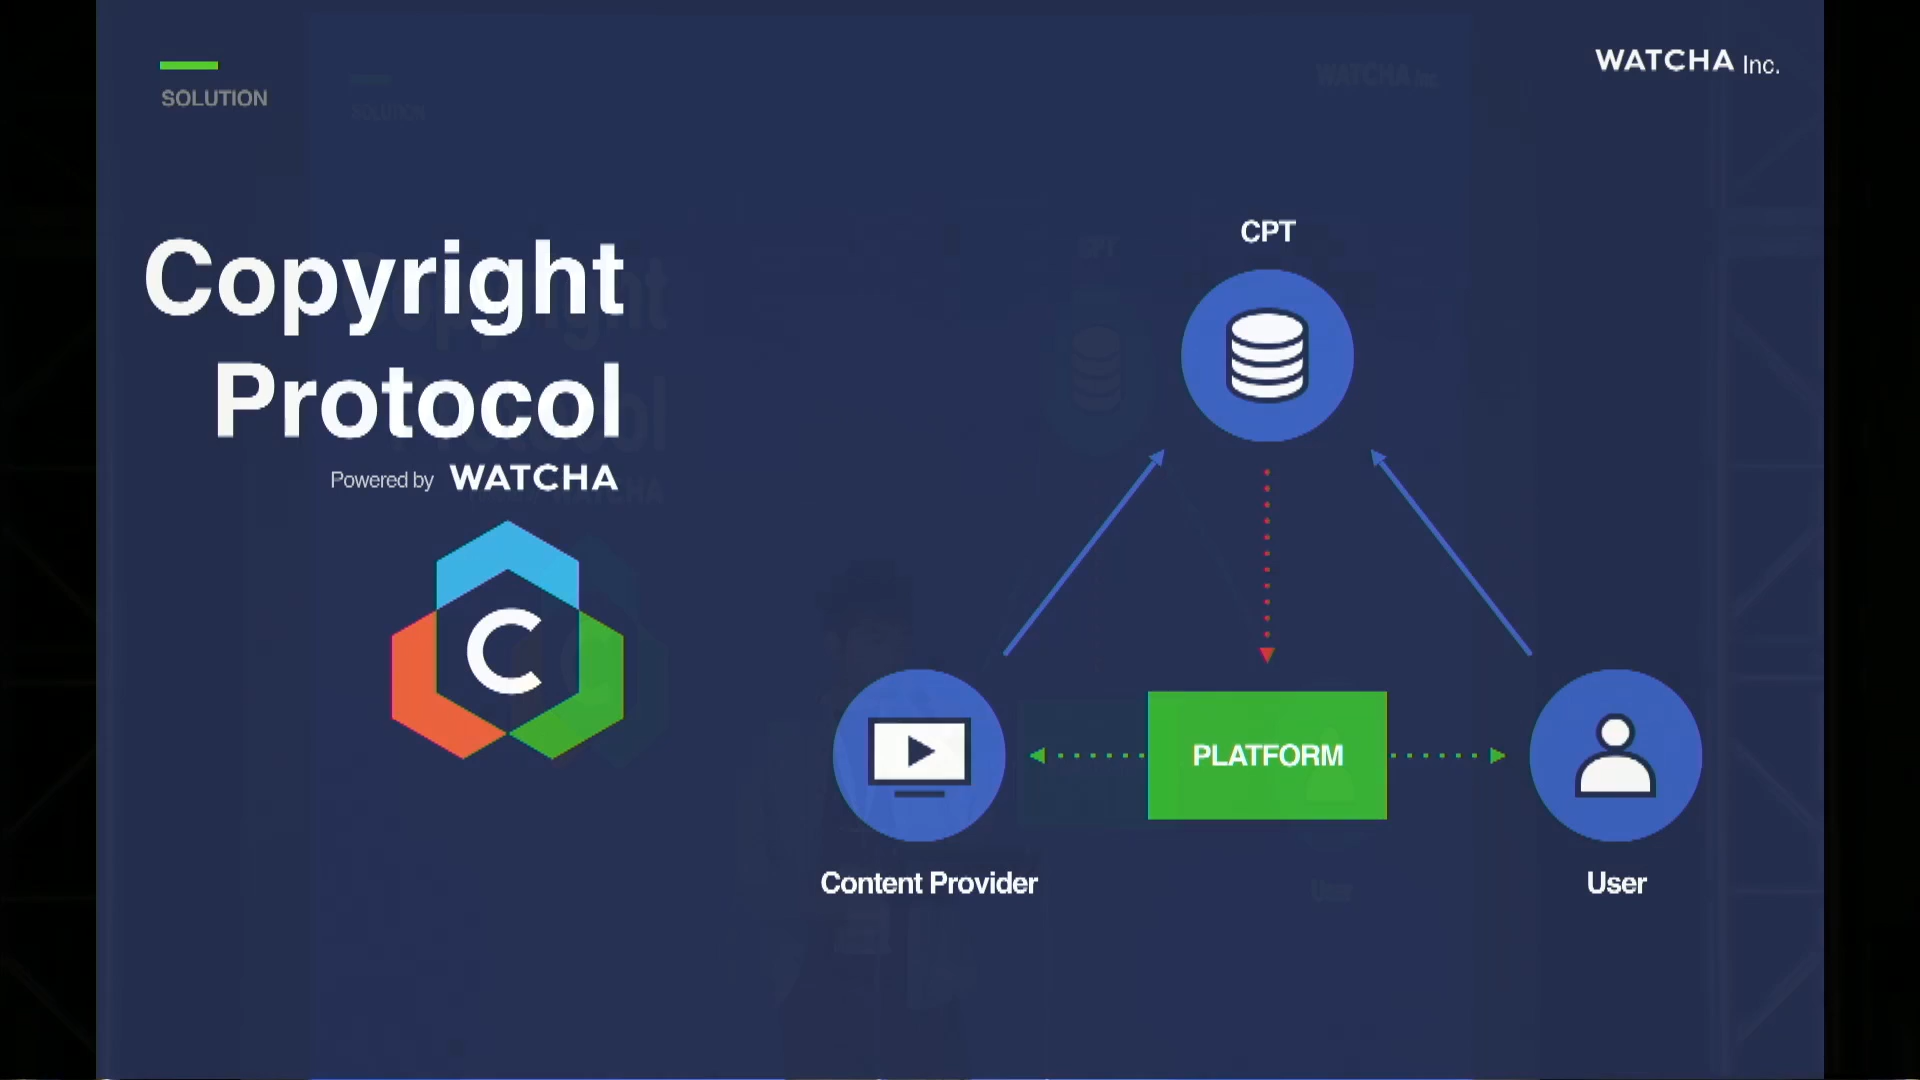 SOLUTION
WATCHA Inc.
Copyright
Protocol
Powered by WATCHA
C
CPT
PLATFORM
Content Provider
User